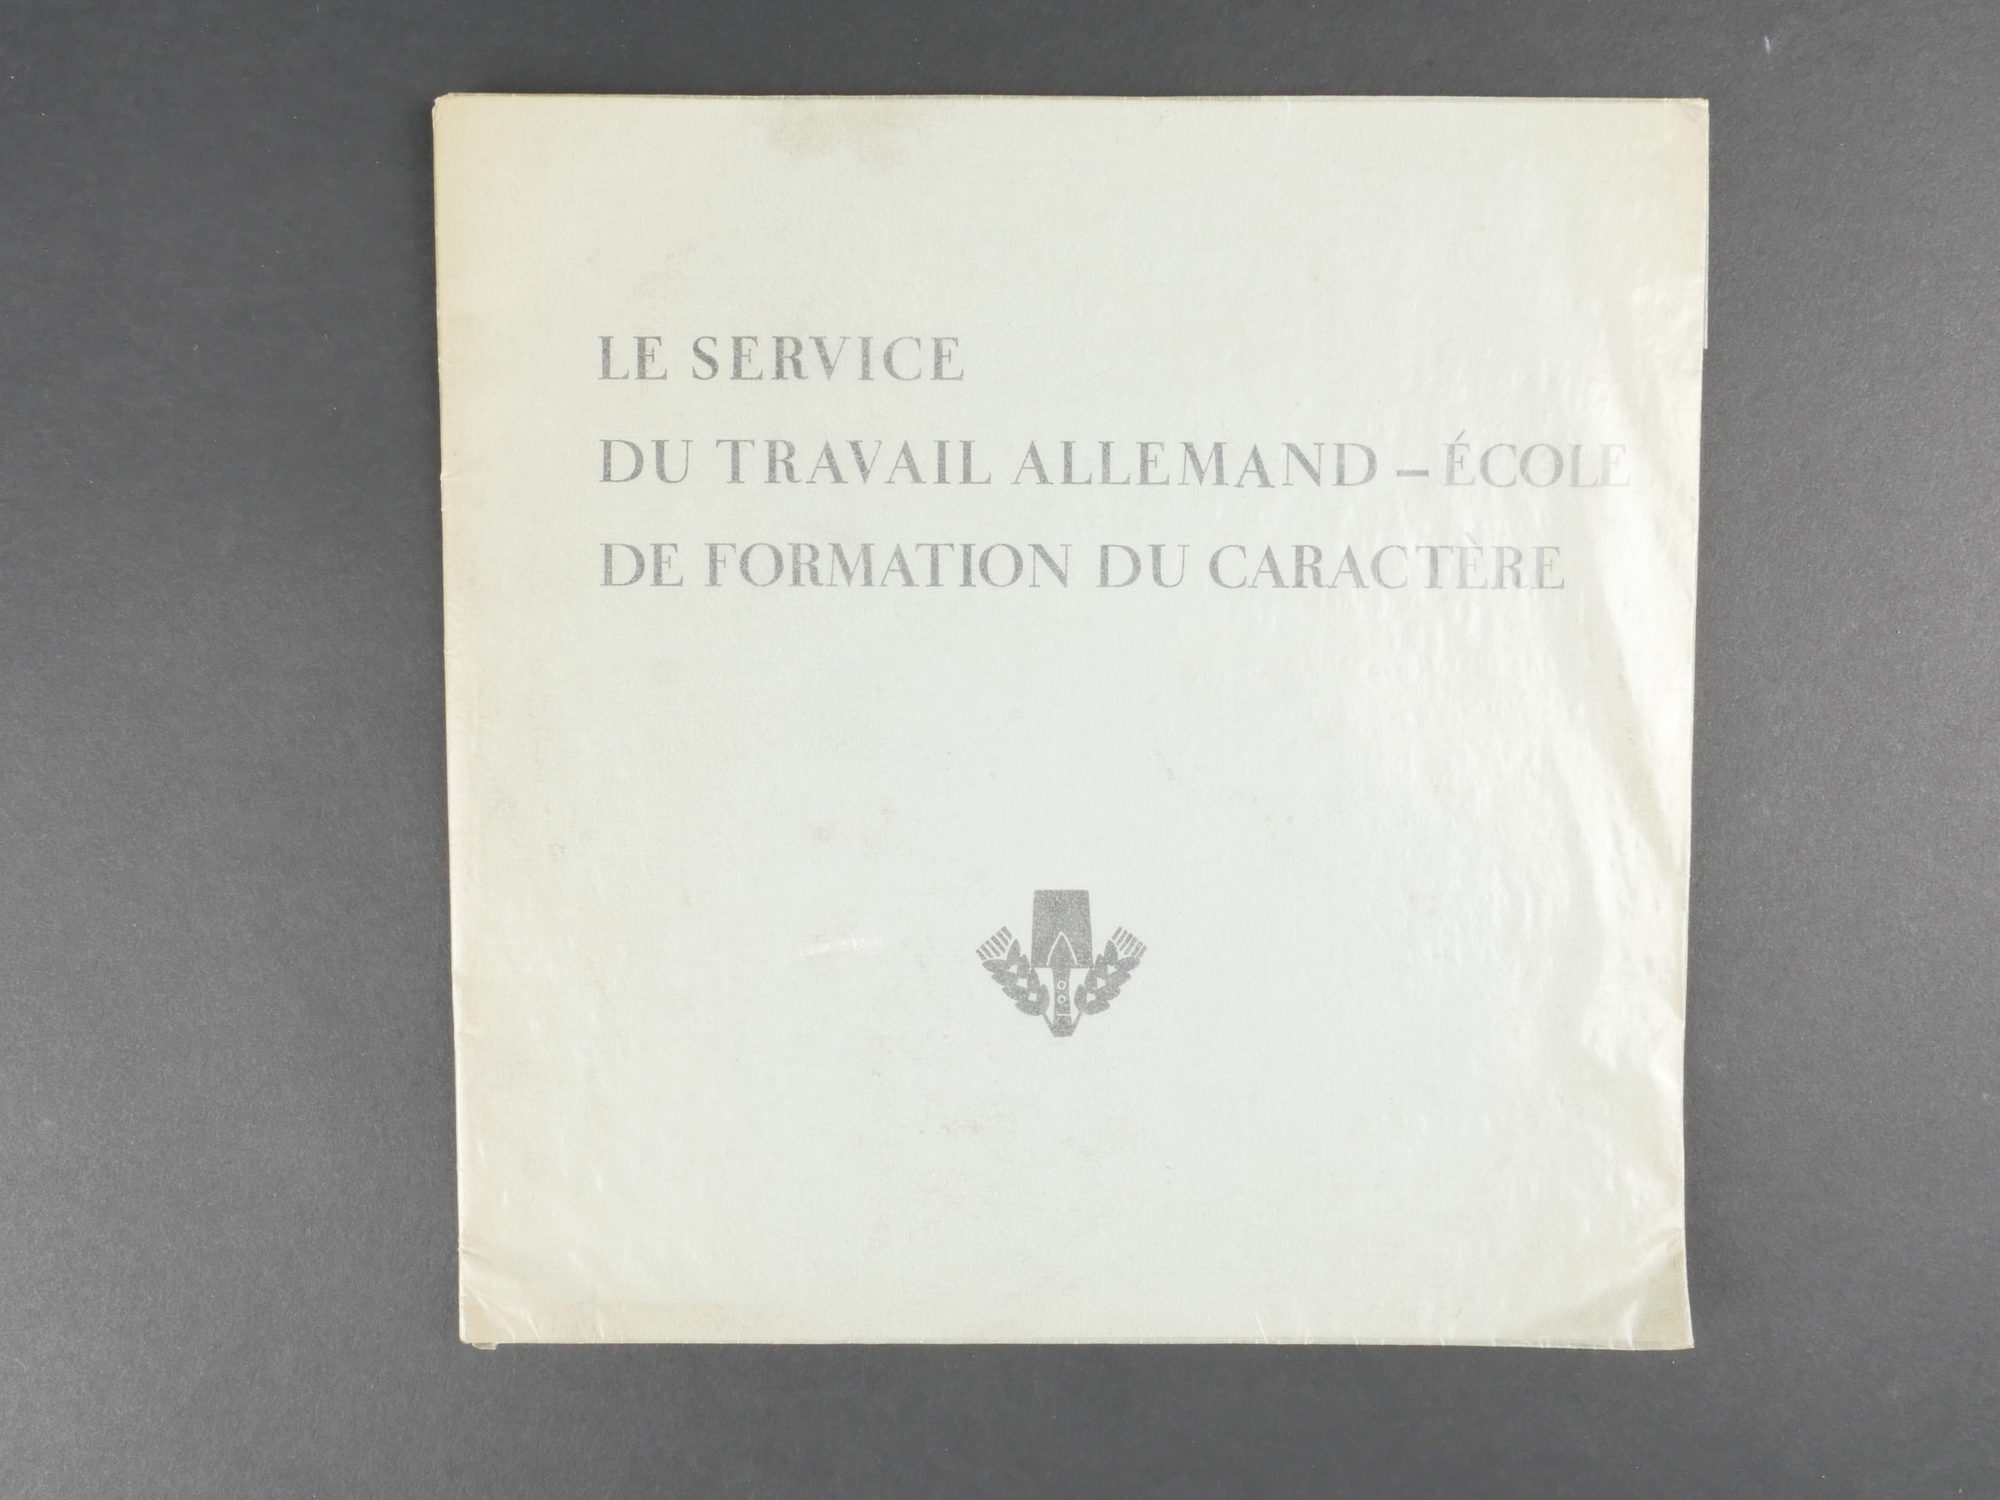 LE SERVICE
DU TRAVAIL ALLEMAND – ÉCOLE
DE FORMATION DU CARACTÈRE